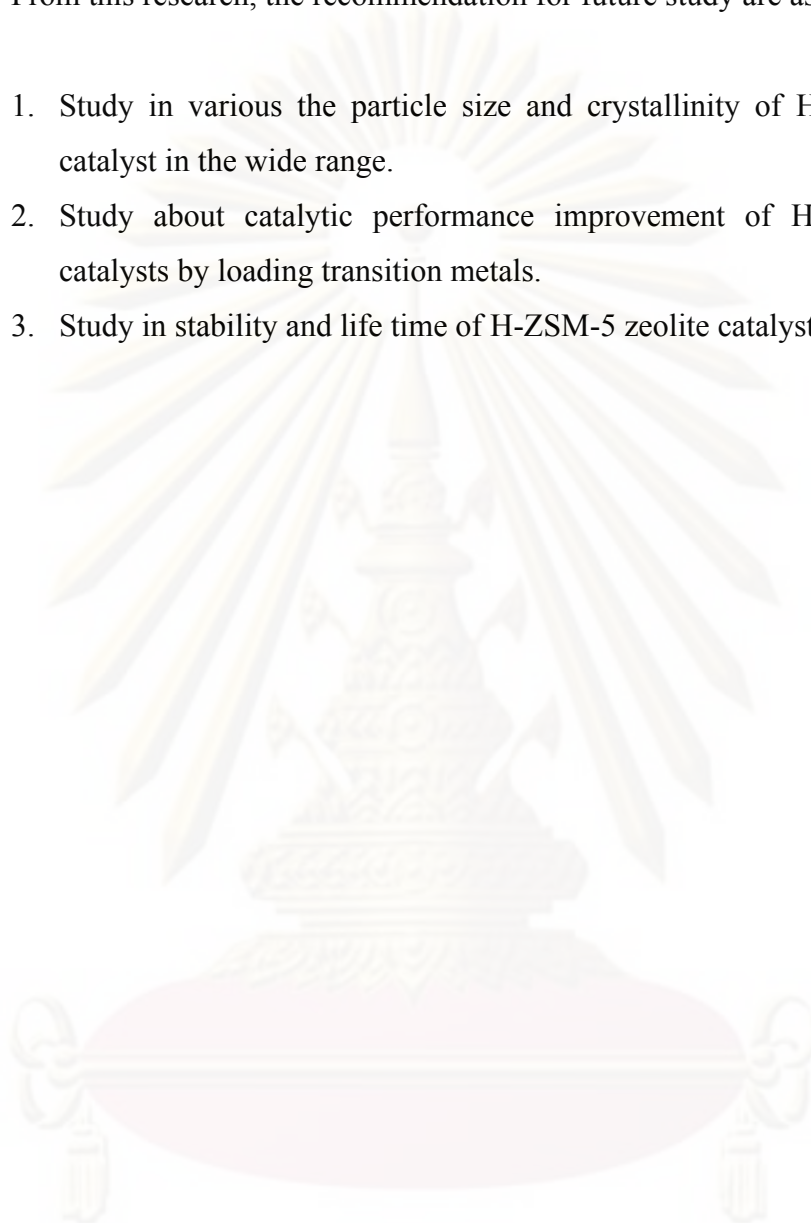 From this research, the recommendation for future study are as
1. Study in various the particle size and crystallinity of H
catalyst in the wide range.
2. Study about catalytic performance improvement of H
catalysts by loading transition metals.
3. Study in stability and life time of H-ZSM-5 zeolite catalyst